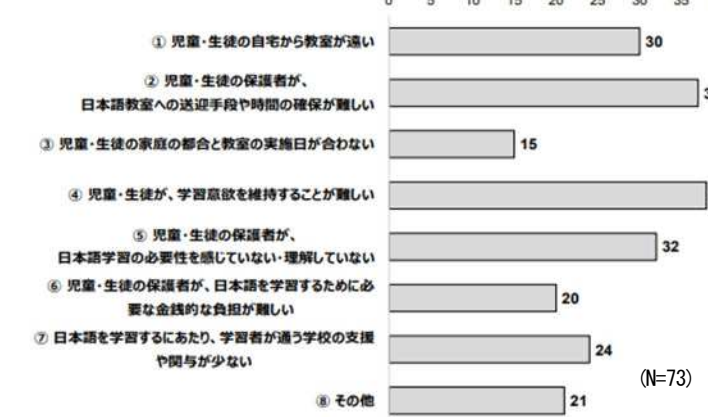 0 5 10 15 20 25 30 35
① 児童・生徒の自宅から教室が遠い
30
② 児童・生徒の保護者が、
日本語教室への送迎手段や時間の確保が難しい
③ 児童・生徒の家庭の都合と教室の実施日が合わない
15
④ 児童・生徒が、学習意欲を維持することが難しい
⑤ 児童・生徒の保護者が、
日本語学習の必要性を感じていない・理解していない
32
⑥ 児童・生徒の保護者が、日本語を学習するために必
要な金銭的な負担が難しい
20
⑦ 日本語を学習するにあたり、学習者が通う学校の支援
や関与が少ない
24
(N=73)
⑧ その他
21